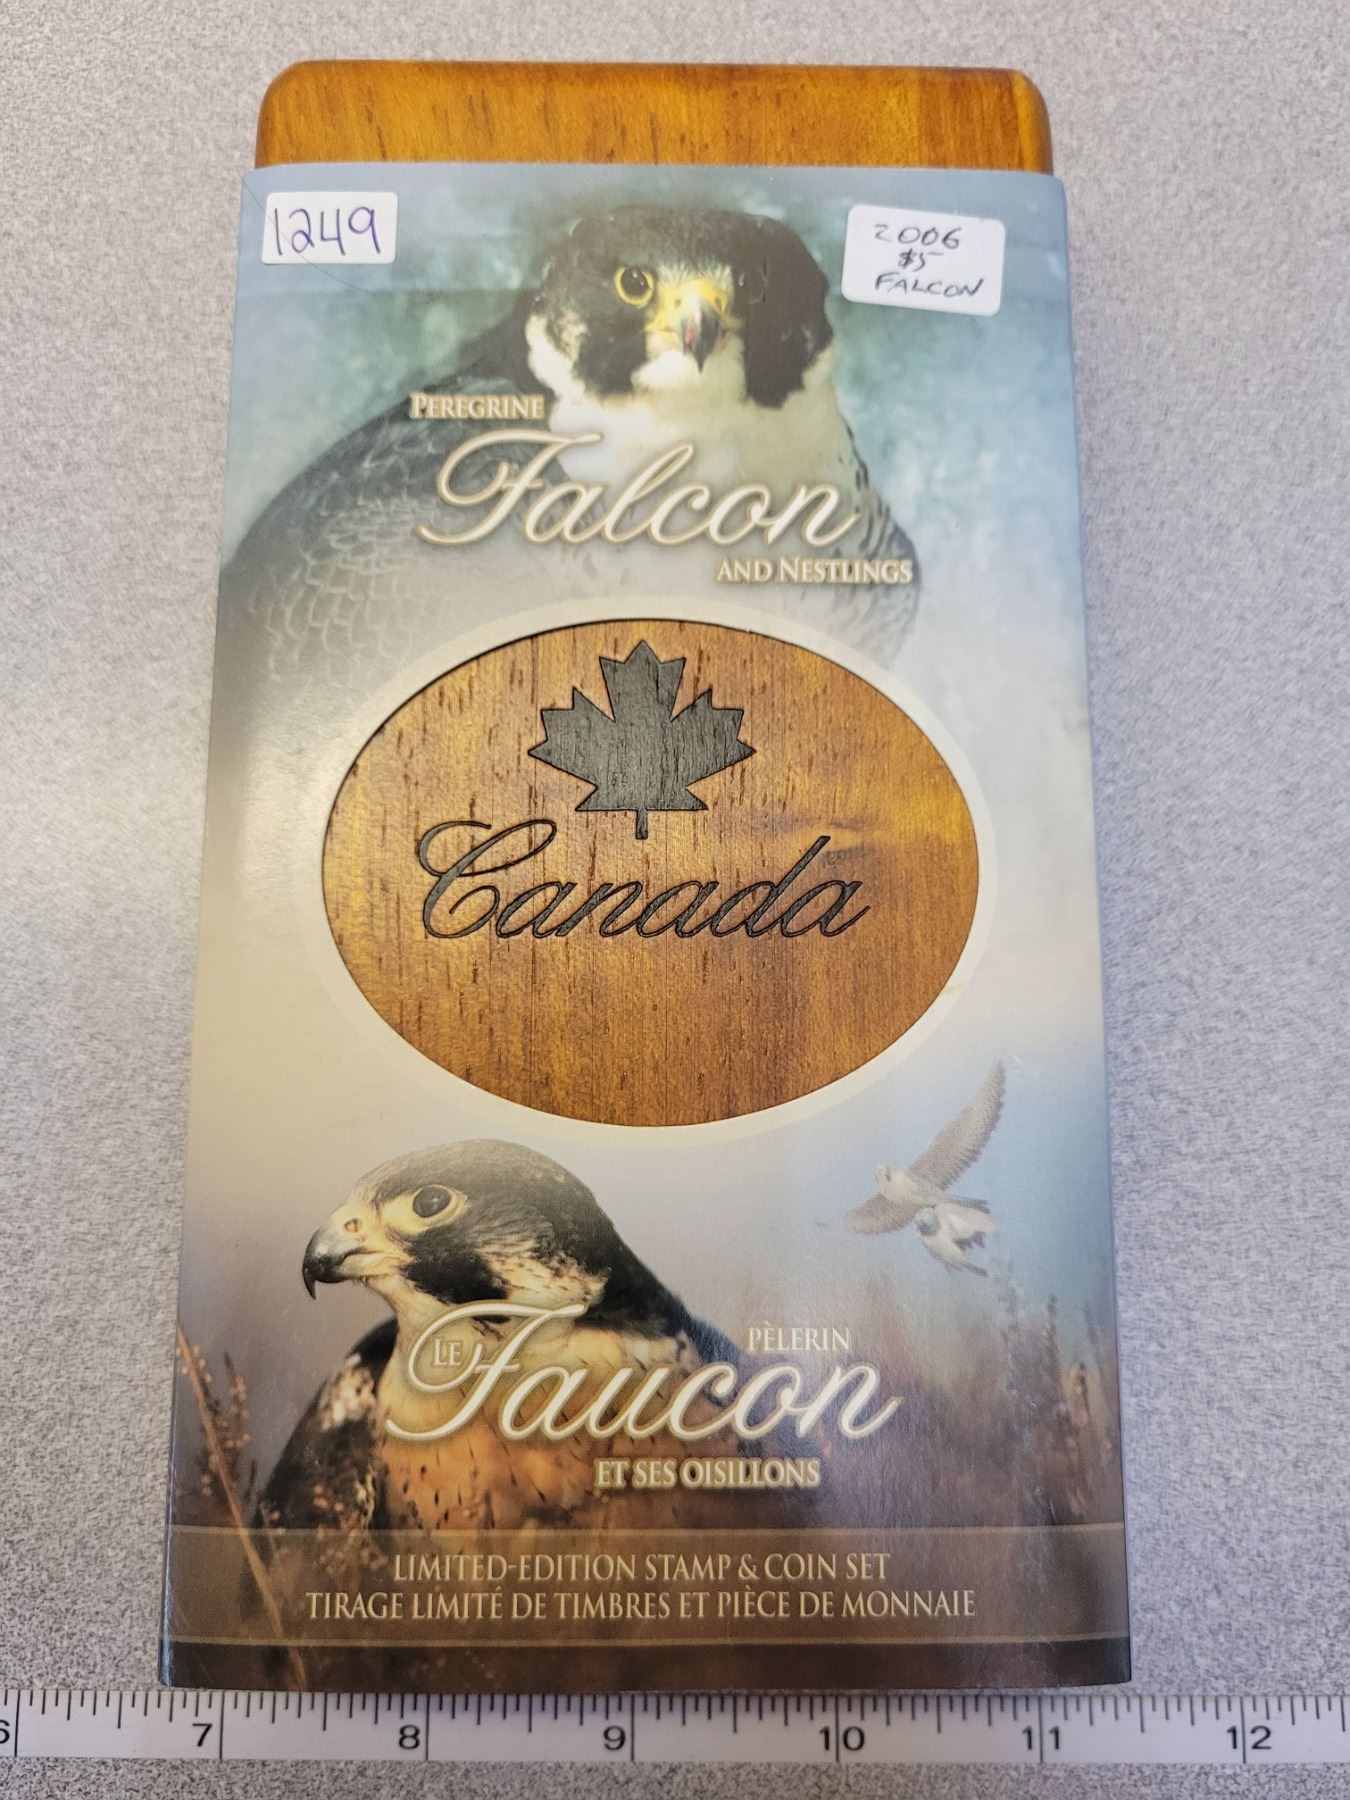 1249
2006
$5
FALCON
PEREGRINE
Falcon
AND NESTLINGS
Canada
LE
PÈLERIN
Faucon
ET SES OISILLONS
LIMITED-EDITION STAMP & COIN SET
TIRAGE LIMITÉ DE TIMBRES ET PIÈCE DE MONNAIE
6 7 8 9 10 11 12